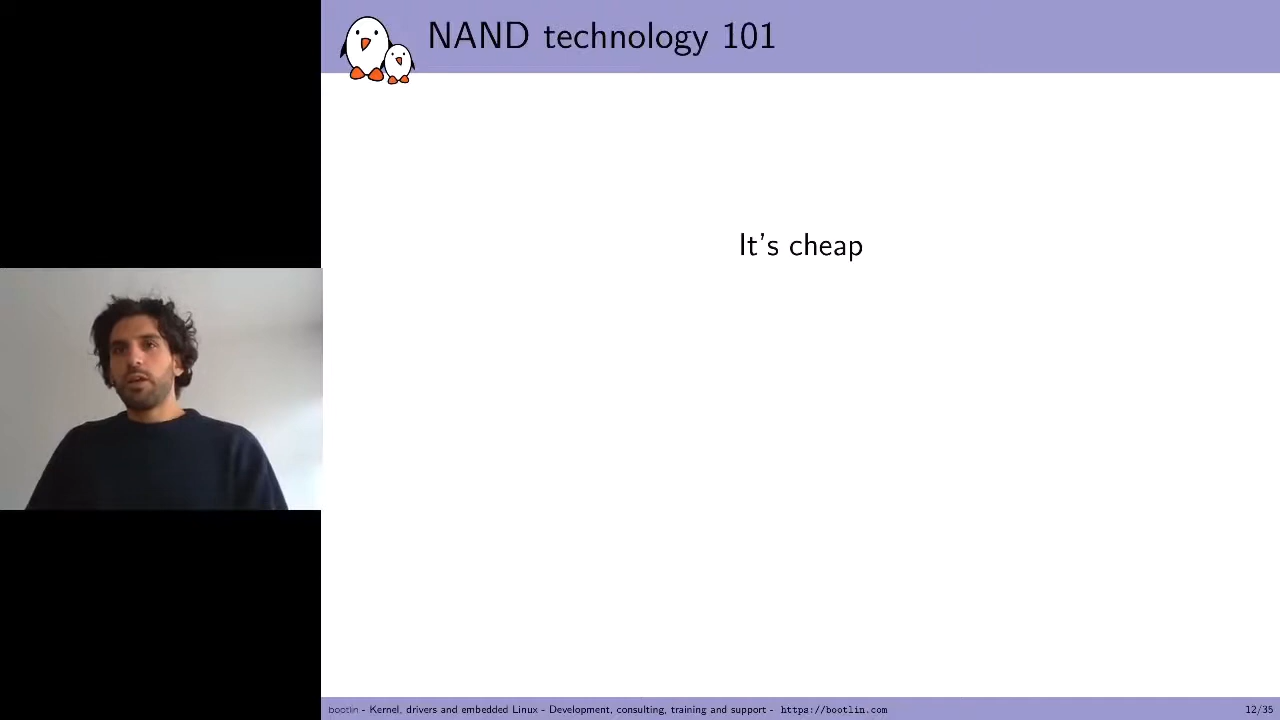 NAND technology 101
It's cheap
bootlin - Kernel, drivers and embedded Linux - Development, consulting, training and support - https://bootlin.com
12/35